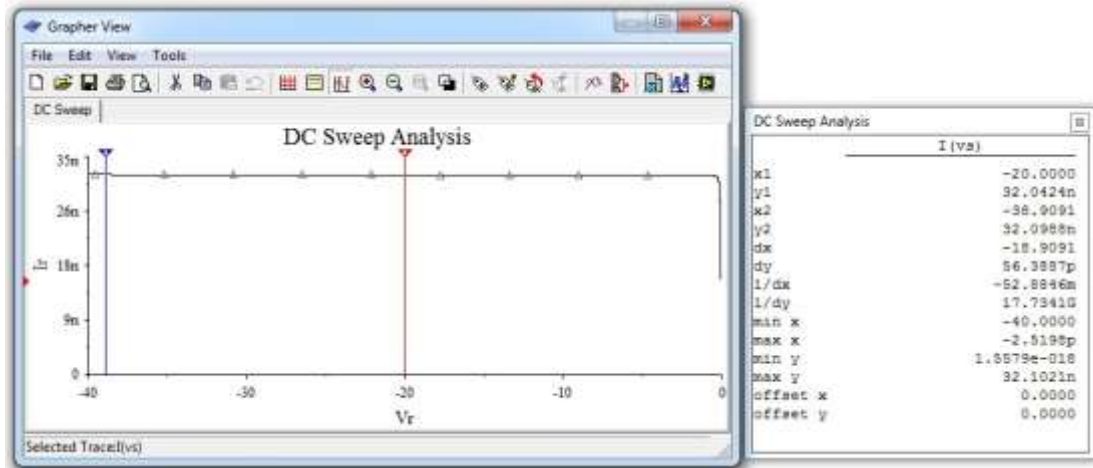 Grapher View
File Edit View Tools
DC Sweep
DC Sweep Analysis
35n
26n
18n
9n
0
-40 -30 -20 -10 0
Vr
Selected Trace:I(vs)
DC Sweep Analysis
I(vs)
x1 -20.0000
y1 32.0424n
x2 -38.9091
y2 32.0988n
dx -18.9091
dy 56.3887p
1/dx -52.8846m
1/dy 17.7341G
min x -40.0000
max x -2.5198p
min y 1.5579e-018
max y 32.1021n
offset x 0.0000
offset y 0.0000